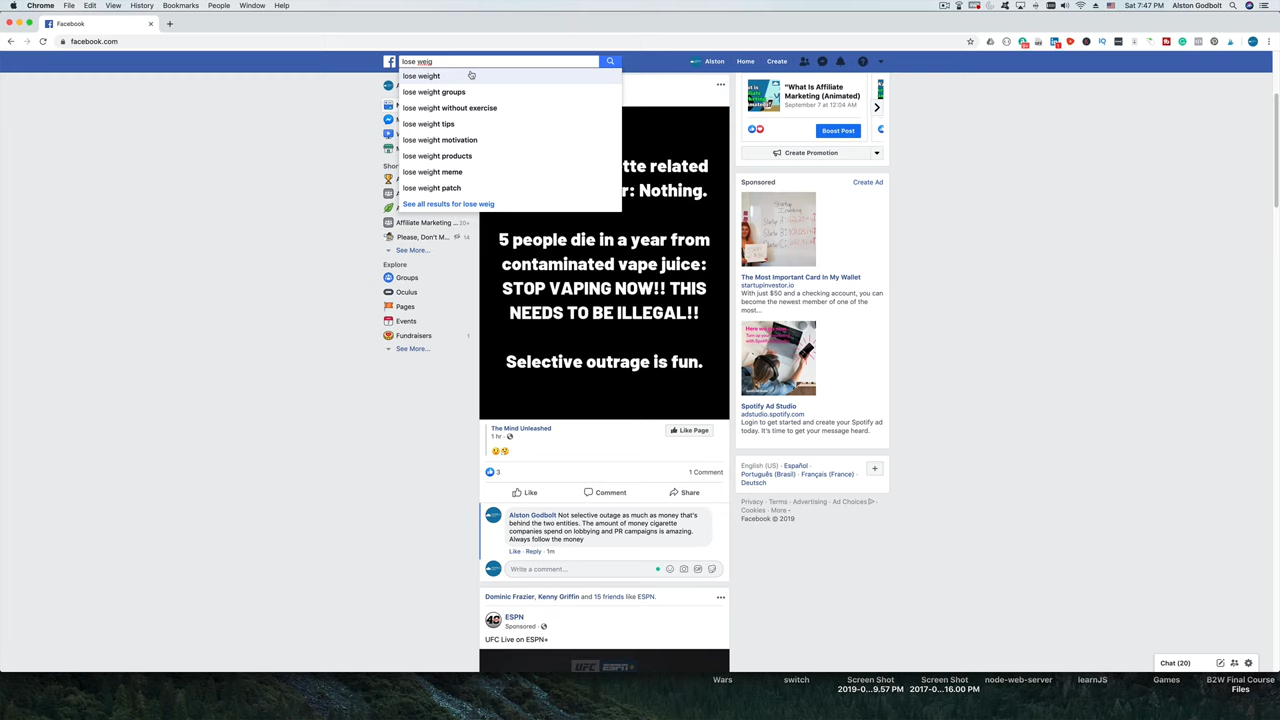 Chrome File Edit View History Bookmarks People Window Help
Sat 7:47 PM Alston Godbolt
Facebook
facebook.com
lose weig
Alston Home Create
lose weight
lose weight groups
lose weight without exercise
lose weight tips
lose weight motivation
lose weight products
lose weight meme
lose weight patch
See all results for lose weig
Affiliate Marketing ... 20+
Please, Don't M... 14
See More...
Explore
Groups
Oculus
Pages
Events
Fundraisers 1
See More...
tte related
r: Nothing.
5 people die in a year from
contaminated vape juice:
STOP VAPING NOW!! THIS
NEEDS TO BE ILLEGAL!!
Selective outrage is fun.
The Mind Unleashed
1 hr
Like Page
3
1 Comment
Like Comment Share
Alston Godbolt Not selective outage as much as money that's
behind the two entities. The amount of money cigarette
companies spend on lobbying and PR campaigns is amazing.
Always follow the money
Like · Reply · 1m
Write a comment...
Dominic Frazier, Kenny Griffin and 15 friends like ESPN.
ESPN
Sponsored
UFC Live on ESPN+
UFC ESPN+
"What Is Affiliate
Marketing (Animated)
September 7 at 12:04 AM
Boost Post
Create Promotion
Sponsored
Create Ad
The Most Important Card In My Wallet
startupinvestor.io
With just $50 and a checking account, you can
become the newest member of one of the
most...
Spotify Ad Studio
adstudio.spotify.com
Login to get started and create your Spotify ad
today. It's time to get your message heard.
English (US) · Español ·
Português (Brasil) · Français (France) ·
Deutsch
Privacy · Terms · Advertising · Ad Choices ·
Cookies · More
Facebook © 2019
Chat (20)
Wars
switch
Screen Shot
2019-0...9.57 PM
Screen Shot
2017-0...16.00 PM
node-web-server
learnJS
Games
B2W Final Course
Files